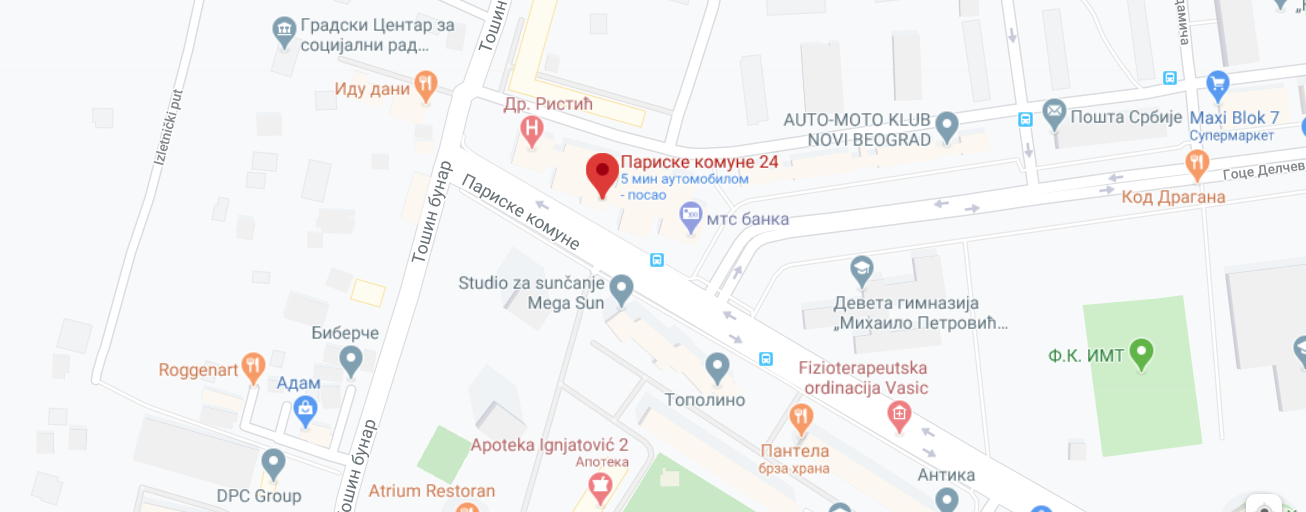 Градски Центар за
социјални рад...
Тошин
Иду дани
Др. Ристић
Izletnički put
AUTO-MOTO KLUB
NOVI BEOGRAD
Пошта Србије
Maxi Blok 7
Супермаркет
Париске комуне 24
5 мин аутомобилом
- посао
мтс банка
Код Драгана
Гоце Делчев
Тошин бунар
Париске комуне
Studio za sunčanje
Mega Sun
Девета гимназија
„Михаило Петровић...
Биберче
Roggenart
Адам
Ф.К. ИМТ
Fizioterapeutska
ordinacija Vasic
Тополино
Apoteka Ignjatović 2
Апотека
Пантела
брза храна
Антика
DPC Group
Atrium Restoran
Тошин бунар